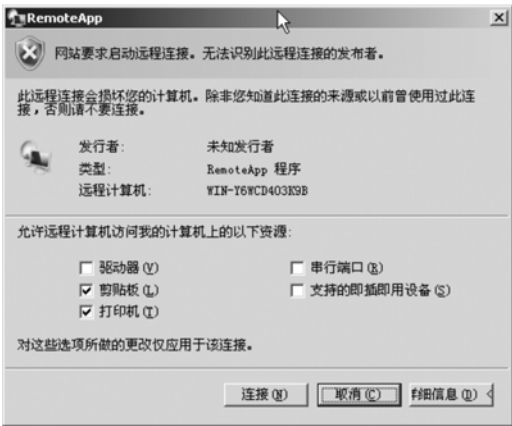 RemoteApp
网站要求启动远程连接。无法识别此远程连接的发布者。
此远程连接会损坏您的计算机。除非您知道此连接的来源或以前曾使用过此连
接，否则请不要连接。
发行者: 未知发行者
类型: RemoteApp 程序
远程计算机: WIN-Y6WCD403K9B
允许远程计算机访问我的计算机上的以下资源:
驱动器(V) 串行端口(R)
剪贴板(L) 支持的即插即用设备(S)
打印机(T)
对这些选项所做的更改仅应用于该连接。
连接(N) 取消(C) 详细信息(D)